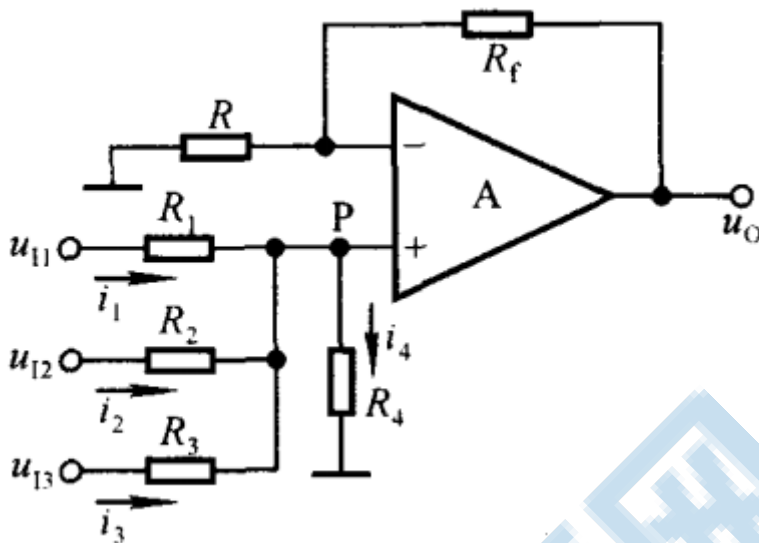 R_f
R
−
A
P
+
R_1
u_I1
i_1
u_O
i_4
R_2
u_I2
i_2
R_4
R_3
u_I3
i_3